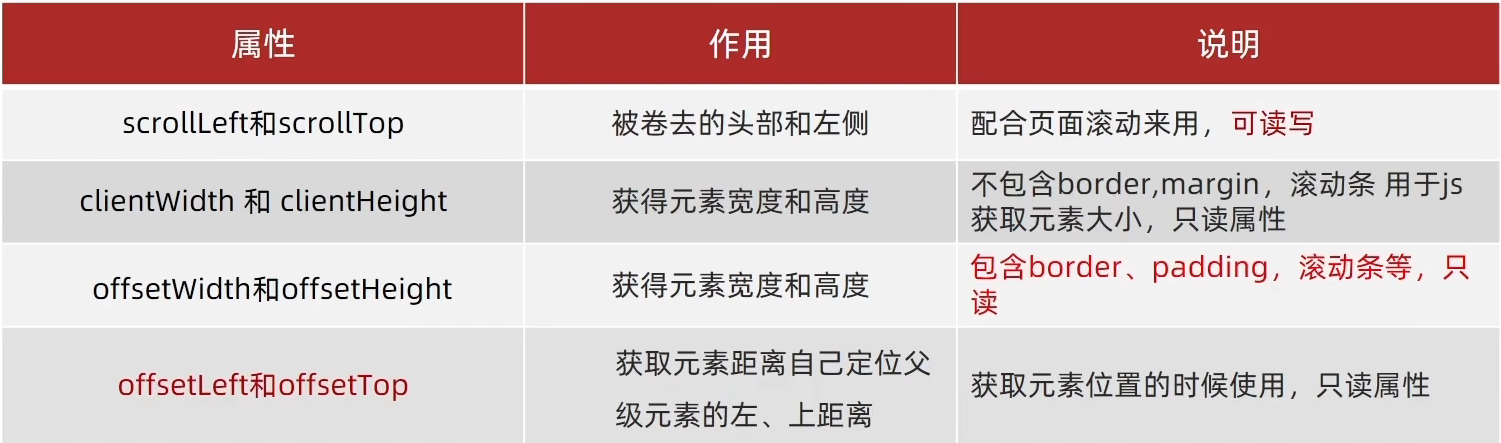 属性
作用
说明
scrollLeft和scrollTop
被卷去的头部和左侧
配合页面滚动来用，可读写
clientWidth 和 clientHeight
获得元素宽度和高度
不包含border,margin，滚动条 用于js
获取元素大小，只读属性
offsetWidth和offsetHeight
获得元素宽度和高度
包含border、padding，滚动条等，只
读
offsetLeft和offsetTop
获取元素距离自己定位父
级元素的左、上距离
获取元素位置的时候使用，只读属性